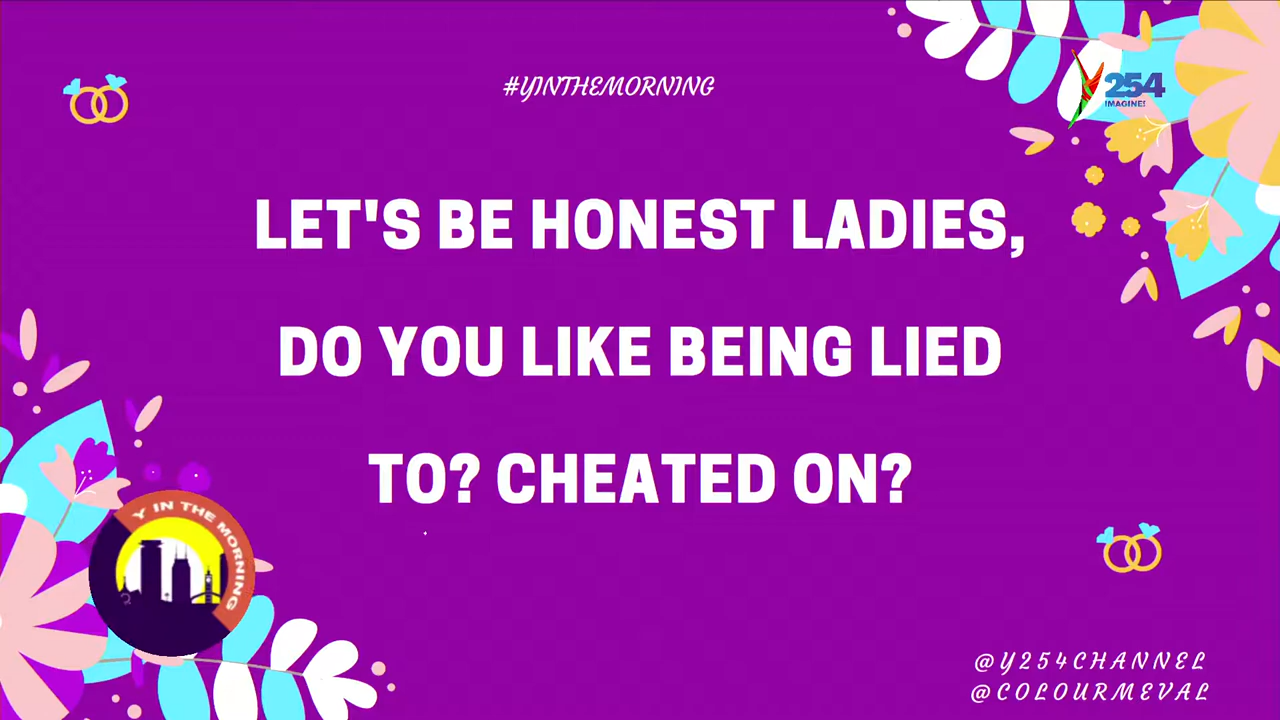 #YINTHEMORNING
254
IMAGINE!
LET'S BE HONEST LADIES,
DO YOU LIKE BEING LIED
TO? CHEATED ON?
Y IN THE MORNING
@Y254CHANNEL
@COLOURMEVAL